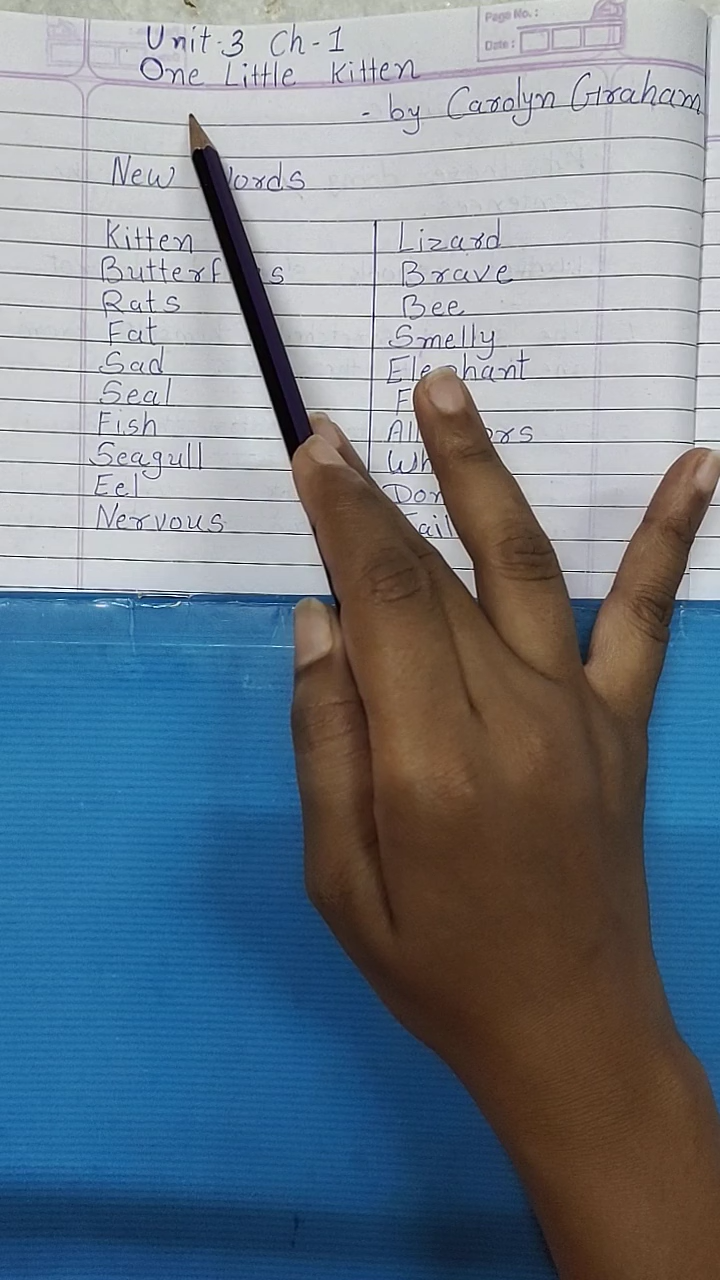 Page No.:
Date:
Unit-3 Ch-1
One Little Kitten
- by Carolyn Graham
New
Kitten
Rats
Fat
Sad
Seal
Fish
Seagull
Eel
Nervous
Lizard
Brave
Bee
Smelly
Elephant